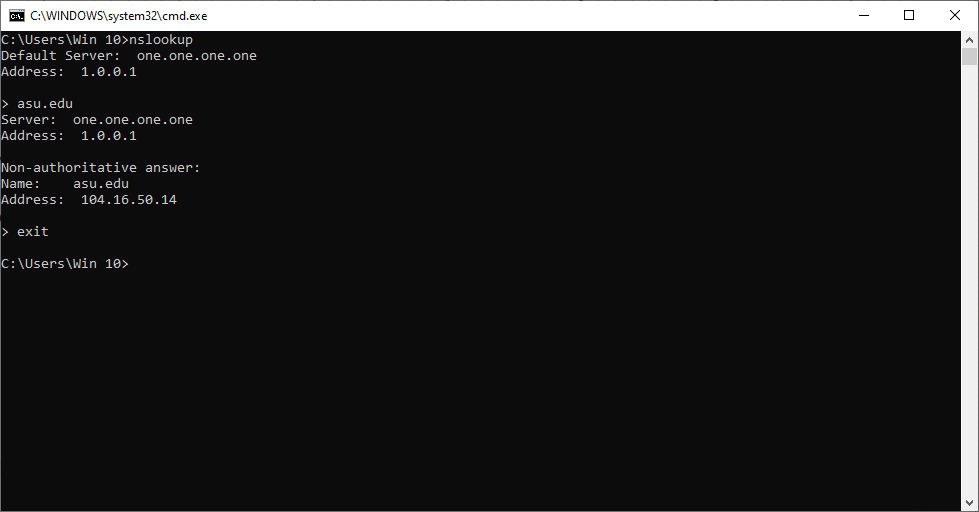 C:\WINDOWS\system32\cmd.exe
C:\Users\Win 10>nslookup
Default Server:  one.one.one.one
Address:  1.0.0.1
> asu.edu
Server:  one.one.one.one
Address:  1.0.0.1
Non-authoritative answer:
Name:    asu.edu
Address:  104.16.50.14
> exit
C:\Users\Win 10>